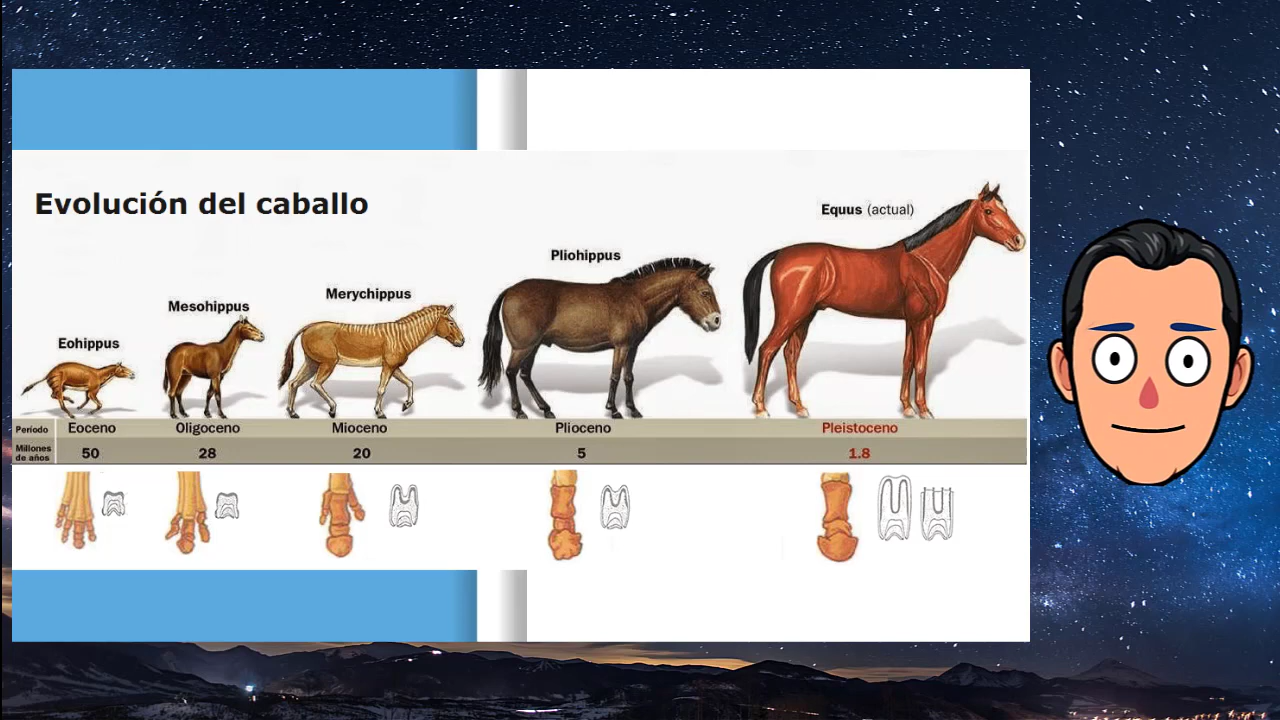 Evolución del caballo
Equus (actual)
Pliohippus
Merychippus
Mesohippus
Eohippus
Período Eoceno Oligoceno Mioceno Plioceno Pleistoceno
Millones
de años 50 28 20 5 1.8